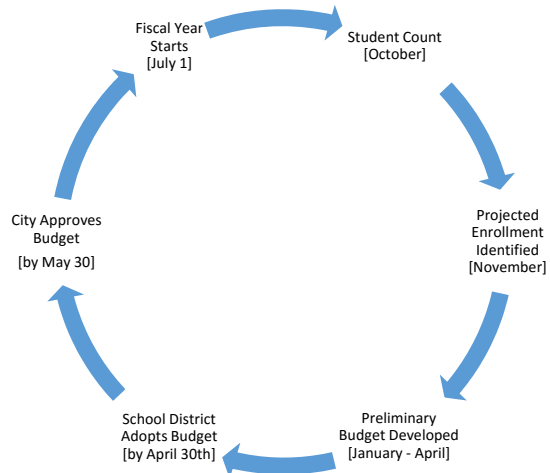 Fiscal Year
Starts
[July 1]
Student Count
[October]
Projected
Enrollment
Identified
[November]
Preliminary
Budget Developed
[January - April]
School District
Adopts Budget
[by April 30th]
City Approves
Budget
[by May 30]